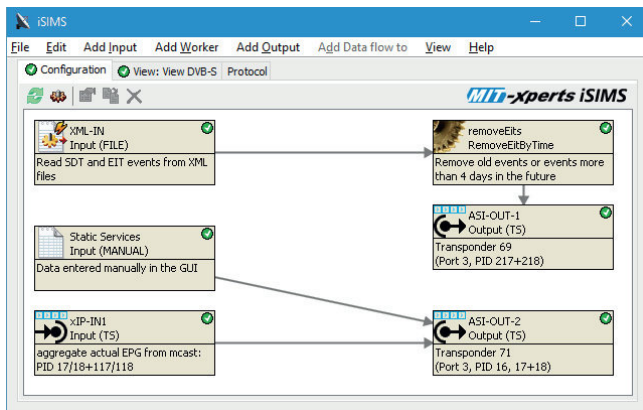 iSIMS
File Edit Add Input Add Worker Add Output Add Data flow to View Help
Configuration View: View DVB-S Protocol
MIT-xperts iSIMS
XML-IN
Input (FILE)
Read SDT and EIT events from XML
files
removeEits
RemoveEitByTime
Remove old events or events more
than 4 days in the future
ASI-OUT-1
Output (TS)
Transponder 69
(Port 3, PID 217+218)
Static Services
Input (MANUAL)
Data entered manually in the GUI
xIP-IN1
Input (TS)
aggregate actual EPG from mcast:
PID 17/18+117/118
ASI-OUT-2
Output (TS)
Transponder 71
(Port 3, PID 16, 17+18)